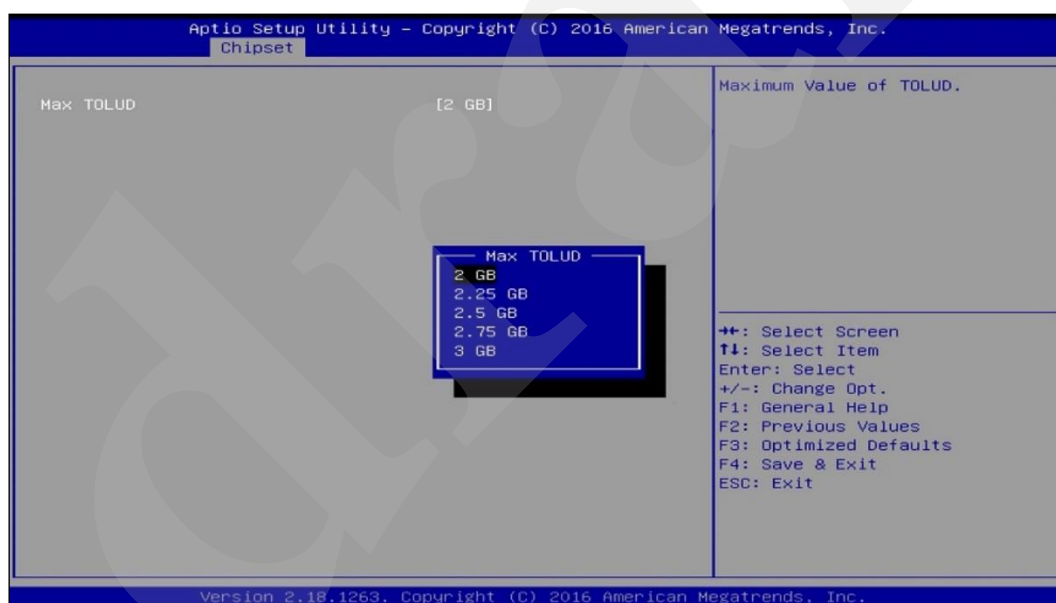 Aptio Setup Utility – Copyright (C) 2016 American Megatrends, Inc.
Chipset
Max TOLUD [2 GB]
Maximum Value of TOLUD.
Max TOLUD
2 GB
2.25 GB
2.5 GB
2.75 GB
3 GB
→←: Select Screen
↑↓: Select Item
Enter: Select
+/-: Change Opt.
F1: General Help
F2: Previous Values
F3: Optimized Defaults
F4: Save & Exit
ESC: Exit
Version 2.18.1263. Copyright (C) 2016 American Megatrends, Inc.